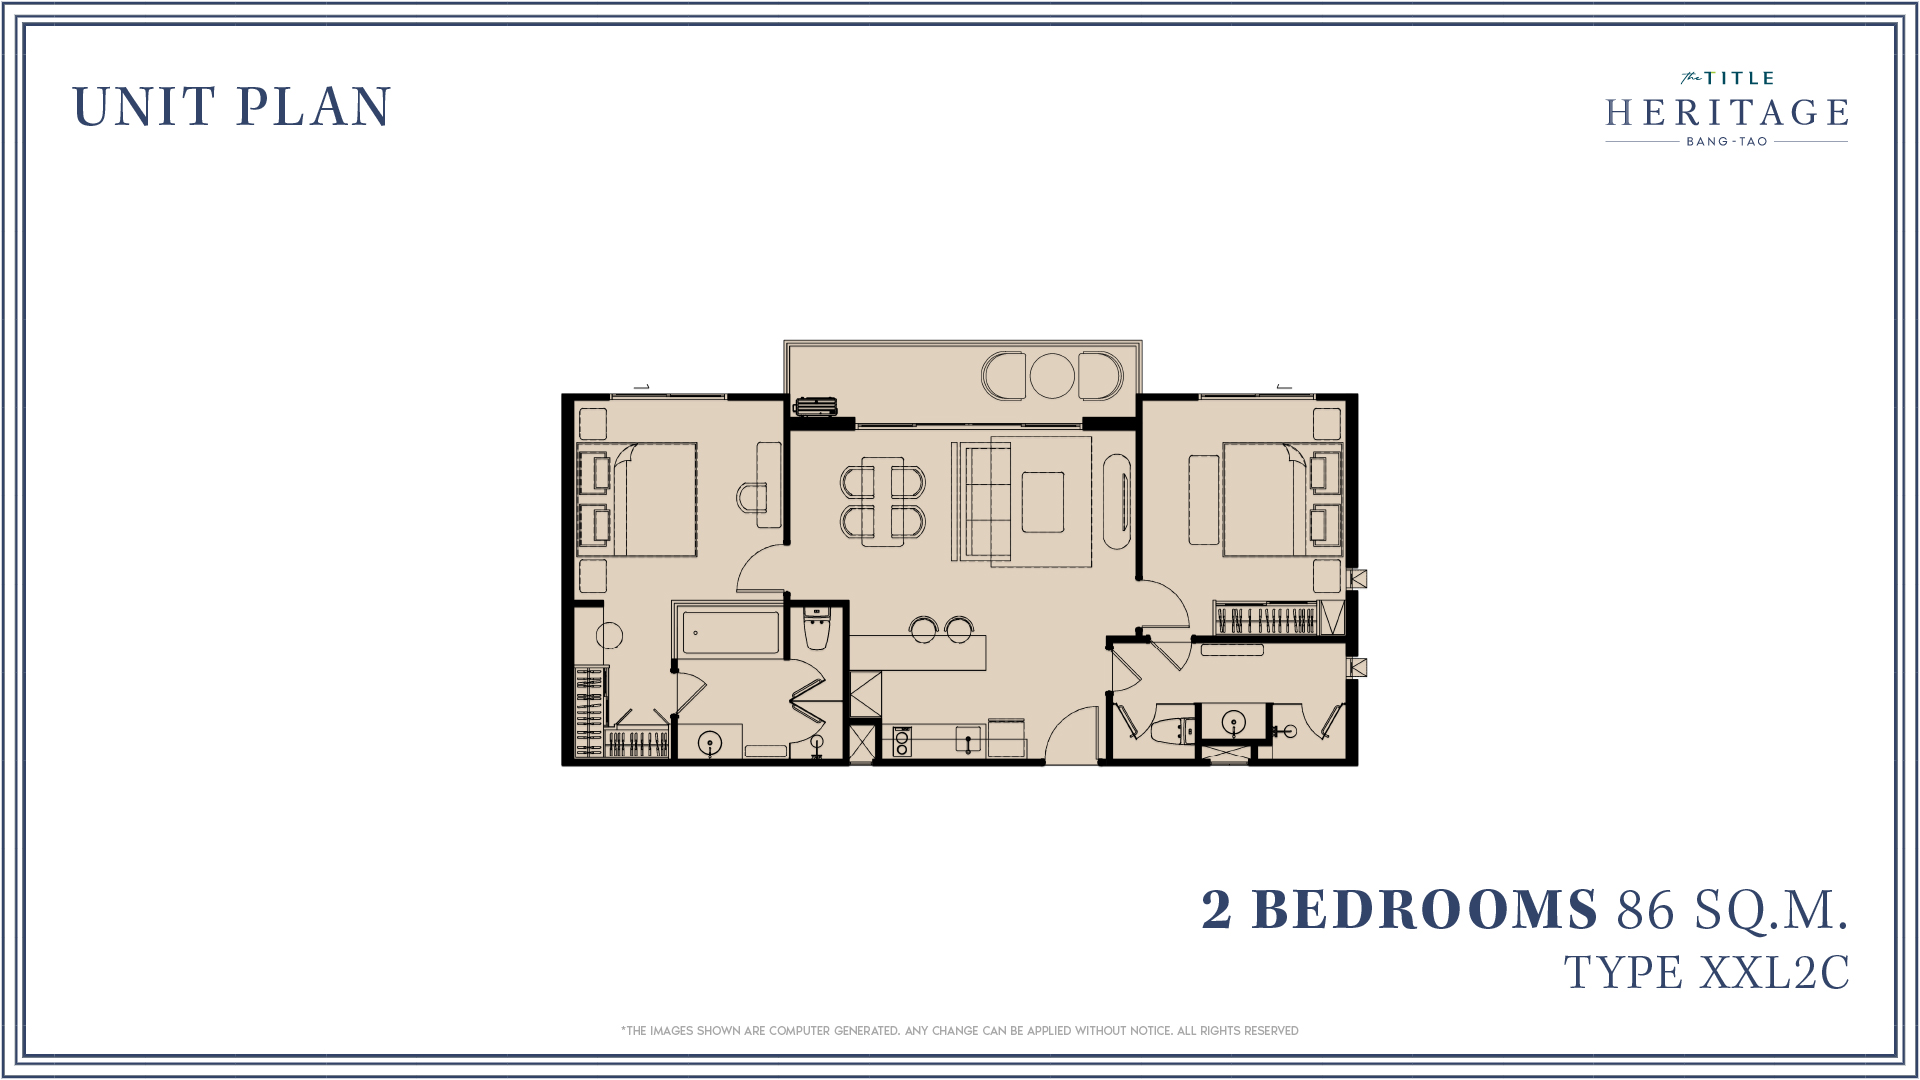 UNIT PLAN
the TITLE
HERITAGE
BANG-TAO
2 BEDROOMS 86 SQ.M.
TYPE XXL2C
*THE IMAGES SHOWN ARE COMPUTER GENERATED. ANY CHANGE CAN BE APPLIED WITHOUT NOTICE. ALL RIGHTS RESERVED